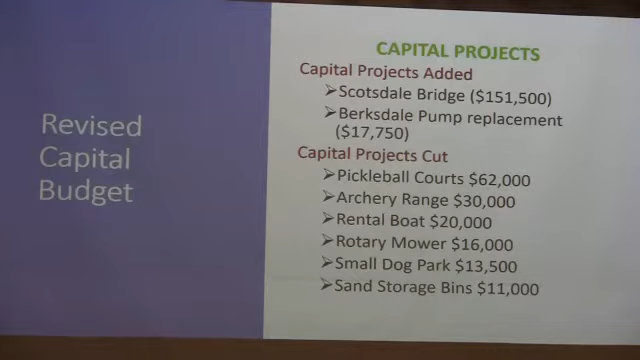 Revised
Capital
Budget
CAPITAL PROJECTS
Capital Projects Added
➢Scotsdale Bridge ($151,500)
➢Berksdale Pump replacement
($17,750)
Capital Projects Cut
➢Pickleball Courts $62,000
➢Archery Range $30,000
➢Rental Boat $20,000
➢Rotary Mower $16,000
➢Small Dog Park $13,500
➢Sand Storage Bins $11,000